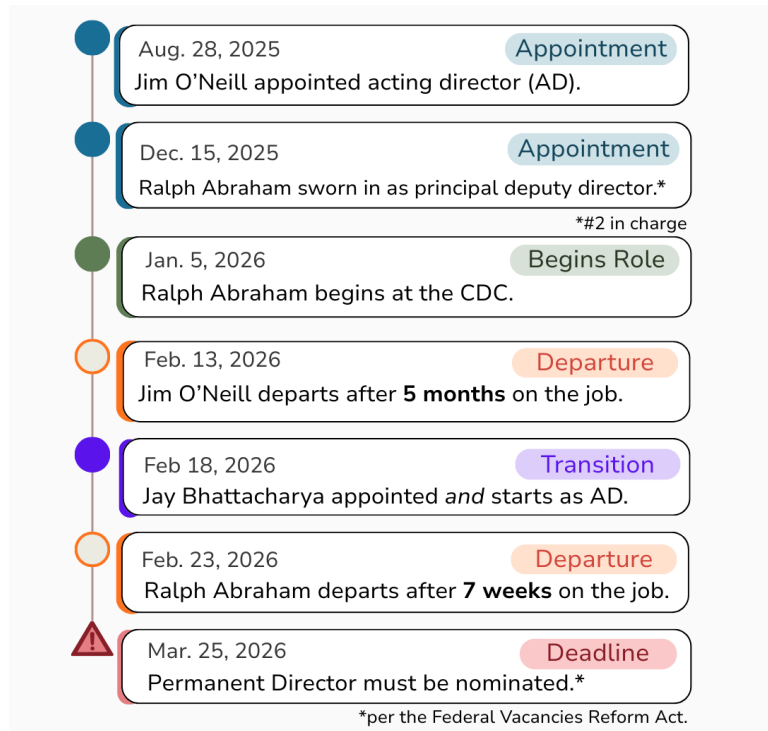 Aug. 28, 2025 Appointment
Jim O’Neill appointed acting director (AD).
Dec. 15, 2025 Appointment
Ralph Abraham sworn in as principal deputy director.*
*#2 in charge
Jan. 5, 2026 Begins Role
Ralph Abraham begins at the CDC.
Feb. 13, 2026 Departure
Jim O’Neill departs after 5 months on the job.
Feb 18, 2026 Transition
Jay Bhattacharya appointed and starts as AD.
Feb. 23, 2026 Departure
Ralph Abraham departs after 7 weeks on the job.
Mar. 25, 2026 Deadline
Permanent Director must be nominated.*
*per the Federal Vacancies Reform Act.